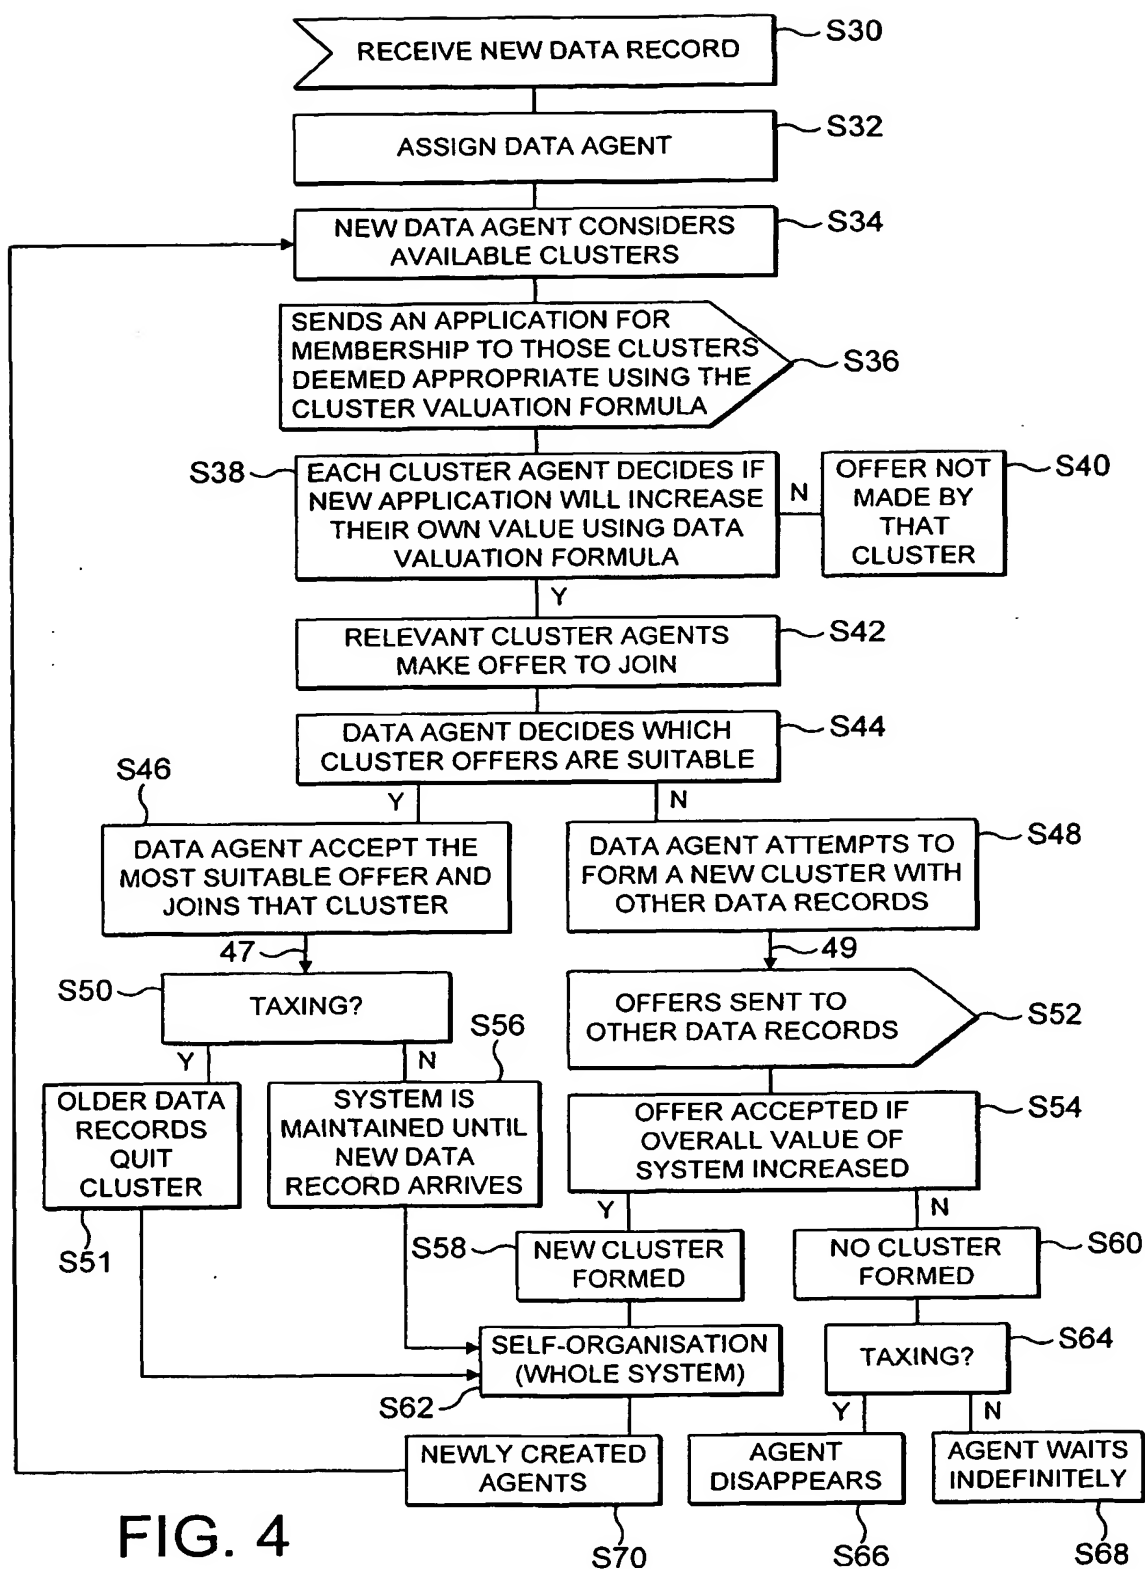 RECEIVE NEW DATA RECORD
S30
ASSIGN DATA AGENT
S32
NEW DATA AGENT CONSIDERS
AVAILABLE CLUSTERS
S34
SENDS AN APPLICATION FOR
MEMBERSHIP TO THOSE CLUSTERS
DEEMED APPROPRIATE USING THE
CLUSTER VALUATION FORMULA
S36
S38
EACH CLUSTER AGENT DECIDES IF
NEW APPLICATION WILL INCREASE
THEIR OWN VALUE USING DATA
VALUATION FORMULA
N
OFFER NOT
MADE BY
THAT
CLUSTER
S40
Y
RELEVANT CLUSTER AGENTS
MAKE OFFER TO JOIN
S42
DATA AGENT DECIDES WHICH
CLUSTER OFFERS ARE SUITABLE
S44
Y
N
S46
DATA AGENT ACCEPT THE
MOST SUITABLE OFFER AND
JOINS THAT CLUSTER
DATA AGENT ATTEMPTS TO
FORM A NEW CLUSTER WITH
OTHER DATA RECORDS
S48
47
49
S50
TAXING?
OFFERS SENT TO
OTHER DATA RECORDS
S52
Y
N
S56
OLDER DATA
RECORDS
QUIT
CLUSTER
S51
SYSTEM IS
MAINTAINED UNTIL
NEW DATA
RECORD ARRIVES
OFFER ACCEPTED IF
OVERALL VALUE OF
SYSTEM INCREASED
S54
Y
N
S58
NEW CLUSTER
FORMED
NO CLUSTER
FORMED
S60
SELF-ORGANISATION
(WHOLE SYSTEM)
S62
TAXING?
S64
Y
N
NEWLY CREATED
AGENTS
S70
AGENT
DISAPPEARS
S66
AGENT WAITS
INDEFINITELY
S68
FIG. 4